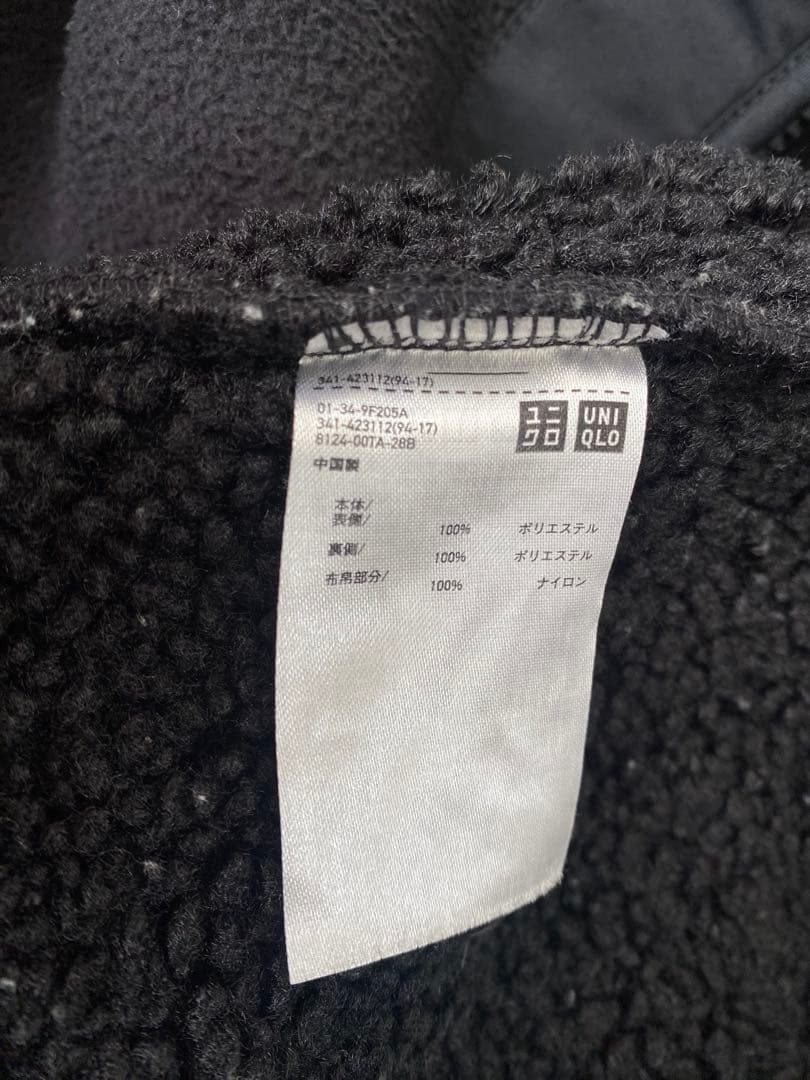 341-423112(94-17)
01-34-9F205A
341-423112(94-17)
8124-00TA-28B
ユニ
クロ
UNI
QLO
中国製
本体/
表側/ 100% ポリエステル
裏側/ 100% ポリエステル
布帛部分/ 100% ナイロン